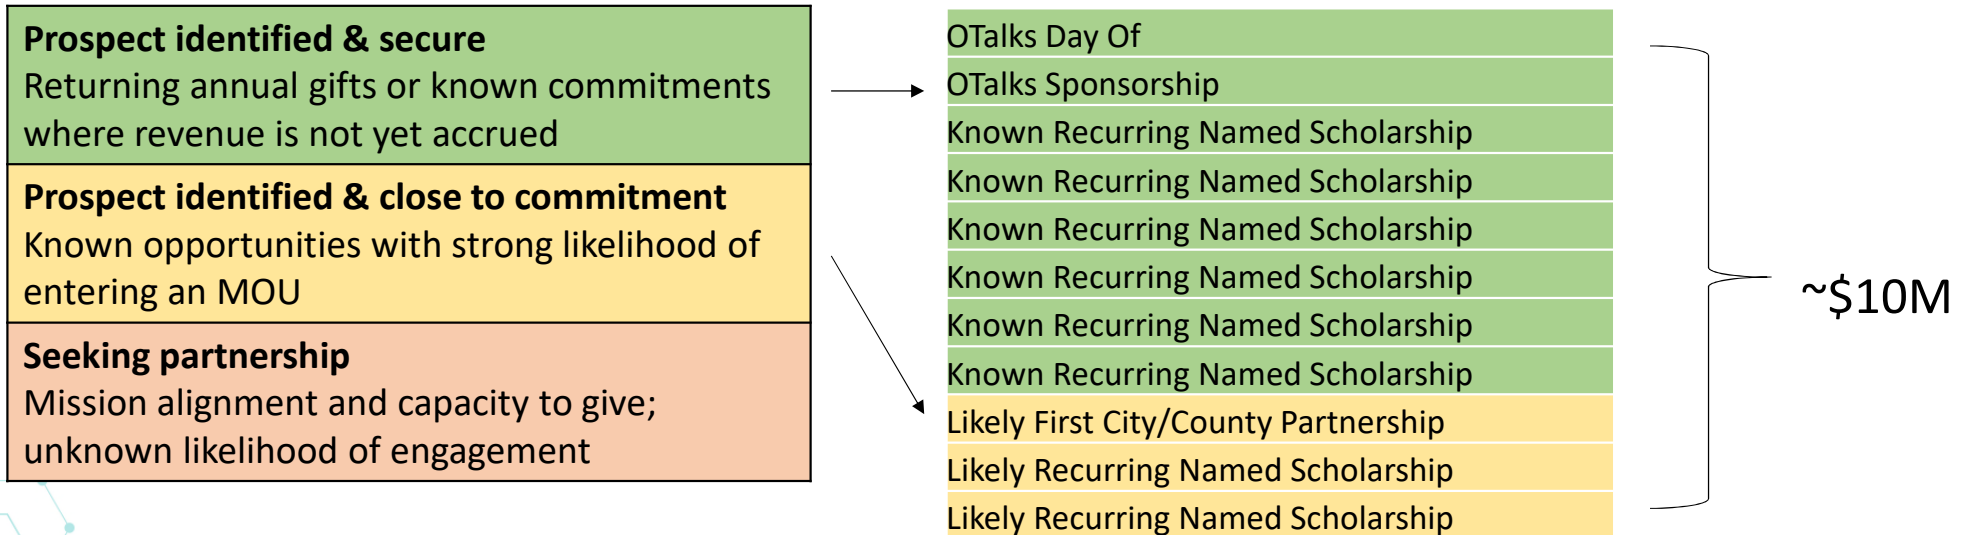 Prospect identified & secure
Returning annual gifts or known commitments
where revenue is not yet accrued
Prospect identified & close to commitment
Known opportunities with strong likelihood of
entering an MOU
Seeking partnership
Mission alignment and capacity to give;
unknown likelihood of engagement
OTalks Day Of
OTalks Sponsorship
Known Recurring Named Scholarship
Known Recurring Named Scholarship
Known Recurring Named Scholarship
Known Recurring Named Scholarship
Known Recurring Named Scholarship
Known Recurring Named Scholarship
Likely First City/County Partnership
Likely Recurring Named Scholarship
Likely Recurring Named Scholarship
~$10M